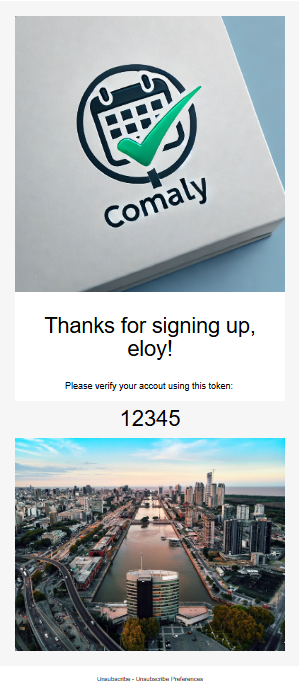 Comaly
Thanks for signing up,
eloy!
Please verify your accout using this token:
12345
Unsubscribe - Unsubscribe Preferences